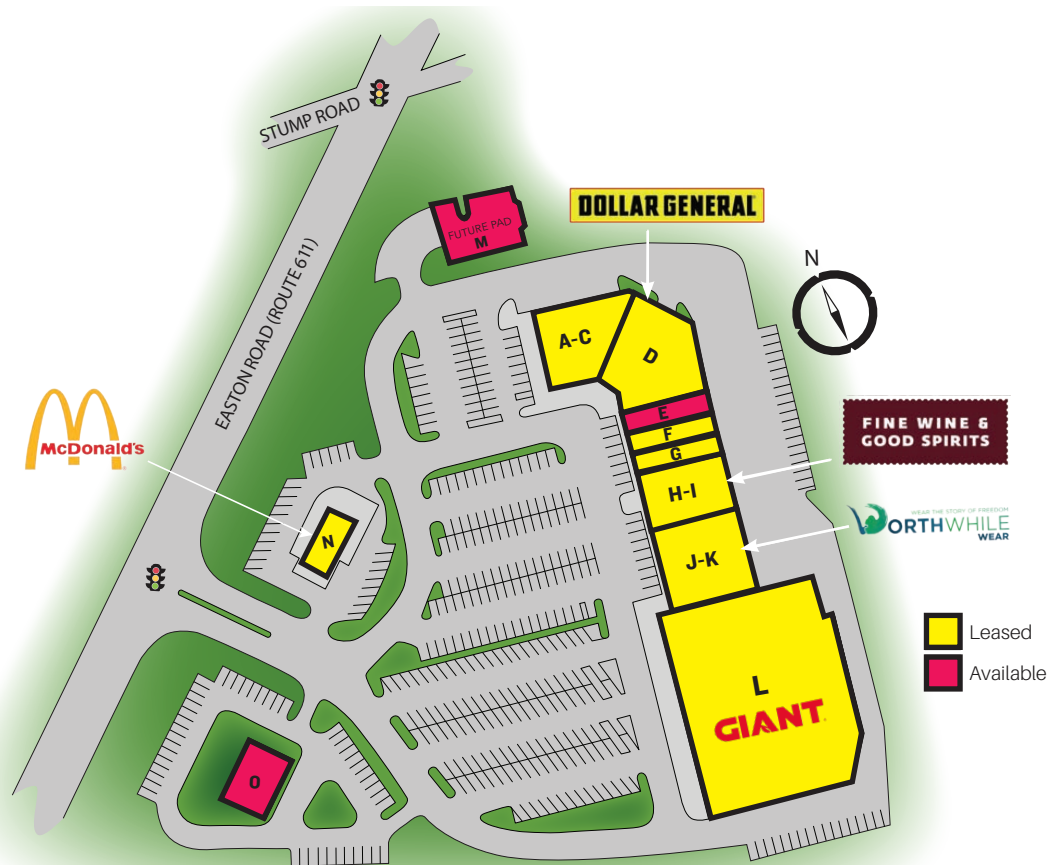 STUMP ROAD
EASTON ROAD (ROUTE 611)
FUTURE PAD
M
DOLLAR GENERAL
N
A-C
D
E
F
G
H-I
J-K
FINE WINE &
GOOD SPIRITS
WEAR THE STORY OF FREEDOM
WORTHWHILE
WEAR
McDonald's
N
L
GIANT
O
Leased
Available